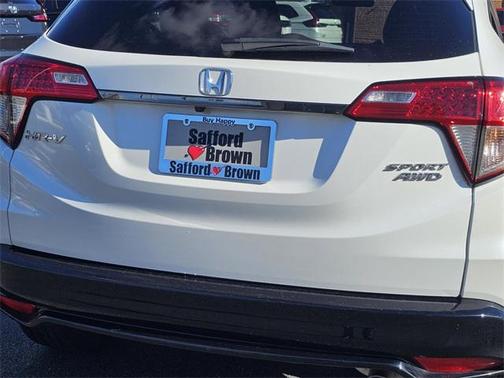 HR-V
Buy Happy
Safford
Brown
Safford Brown
SPORT
AWD